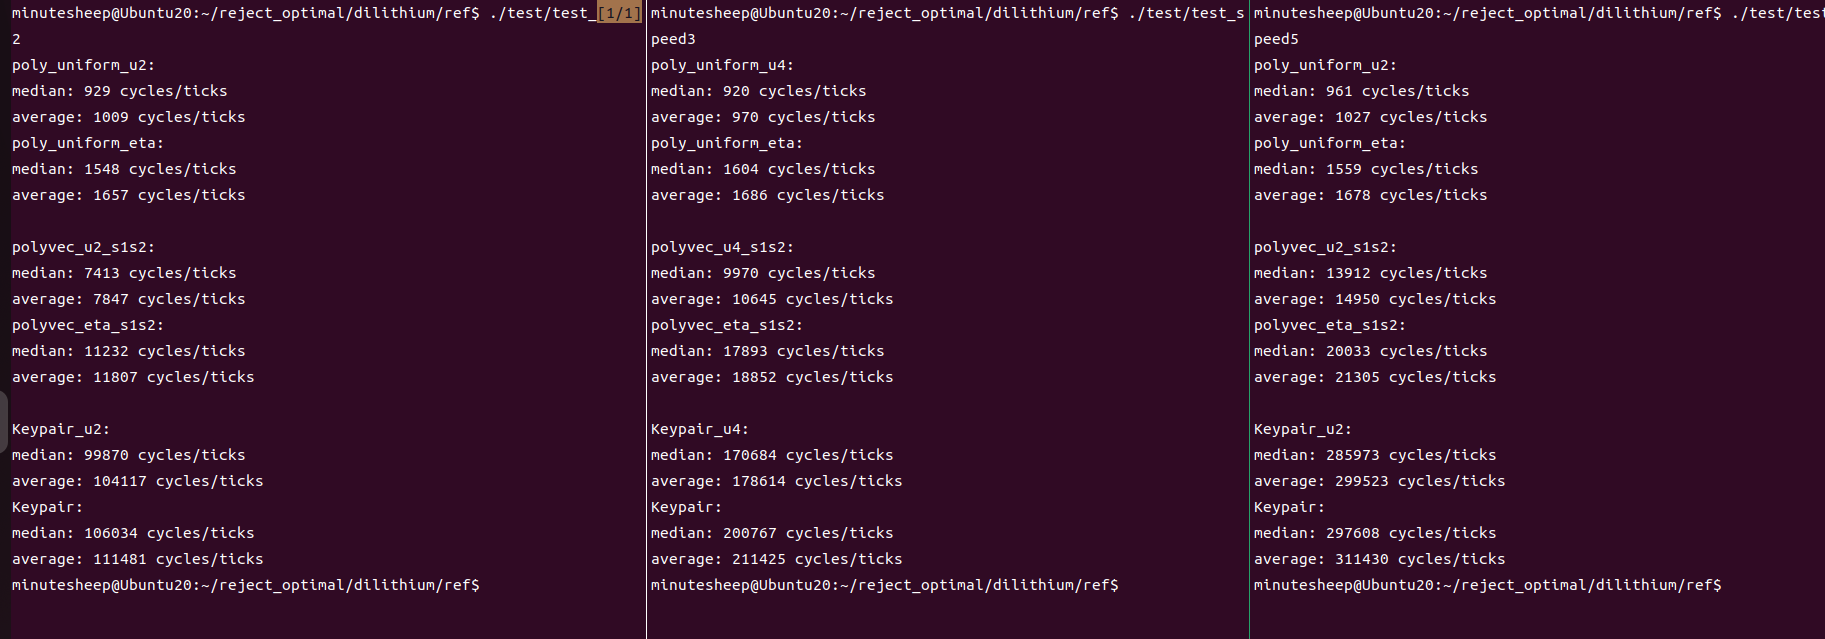 minutesheep@Ubuntu20:~/reject_optimal/dilithium/ref$ ./test/test_[1/1]
2
poly_uniform_u2:
median: 929 cycles/ticks
average: 1009 cycles/ticks
poly_uniform_eta:
median: 1548 cycles/ticks
average: 1657 cycles/ticks
polyvec_u2_s1s2:
median: 7413 cycles/ticks
average: 7847 cycles/ticks
polyvec_eta_s1s2:
median: 11232 cycles/ticks
average: 11807 cycles/ticks
Keypair_u2:
median: 99870 cycles/ticks
average: 104117 cycles/ticks
Keypair:
median: 106034 cycles/ticks
average: 111481 cycles/ticks
minutesheep@Ubuntu20:~/reject_optimal/dilithium/ref$
minutesheep@Ubuntu20:~/reject_optimal/dilithium/ref$ ./test/test_s
peed3
poly_uniform_u4:
median: 920 cycles/ticks
average: 970 cycles/ticks
poly_uniform_eta:
median: 1604 cycles/ticks
average: 1686 cycles/ticks
polyvec_u4_s1s2:
median: 9970 cycles/ticks
average: 10645 cycles/ticks
polyvec_eta_s1s2:
median: 17893 cycles/ticks
average: 18852 cycles/ticks
Keypair_u4:
median: 170684 cycles/ticks
average: 178614 cycles/ticks
Keypair:
median: 200767 cycles/ticks
average: 211425 cycles/ticks
minutesheep@Ubuntu20:~/reject_optimal/dilithium/ref$
minutesheep@Ubuntu20:~/reject_optimal/dilithium/ref$ ./test/test
peed5
poly_uniform_u2:
median: 961 cycles/ticks
average: 1027 cycles/ticks
poly_uniform_eta:
median: 1559 cycles/ticks
average: 1678 cycles/ticks
polyvec_u2_s1s2:
median: 13912 cycles/ticks
average: 14950 cycles/ticks
polyvec_eta_s1s2:
median: 20033 cycles/ticks
average: 21305 cycles/ticks
Keypair_u2:
median: 285973 cycles/ticks
average: 299523 cycles/ticks
Keypair:
median: 297608 cycles/ticks
average: 311430 cycles/ticks
minutesheep@Ubuntu20:~/reject_optimal/dilithium/ref$